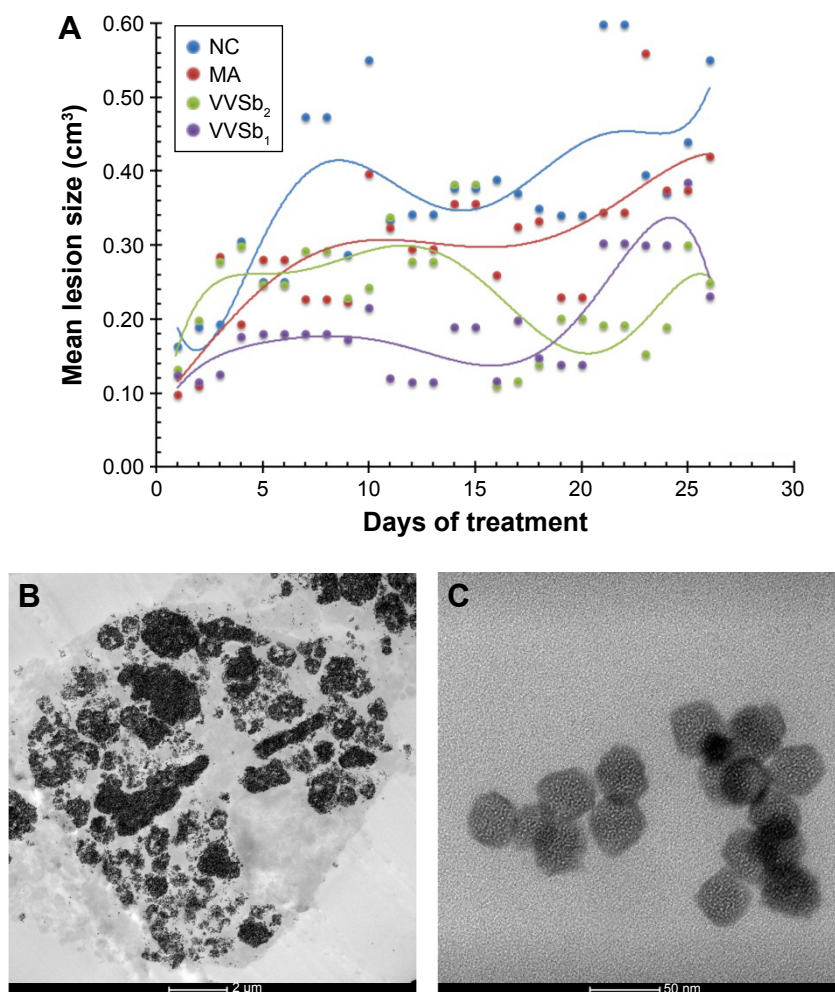 A
Mean lesion size (cm³)
0.60
0.50
0.40
0.30
0.20
0.10
0.00
NC
MA
VVSb₂
VVSb₁
0 5 10 15 20 25 30
Days of treatment
B
2 µm
C
50 nm